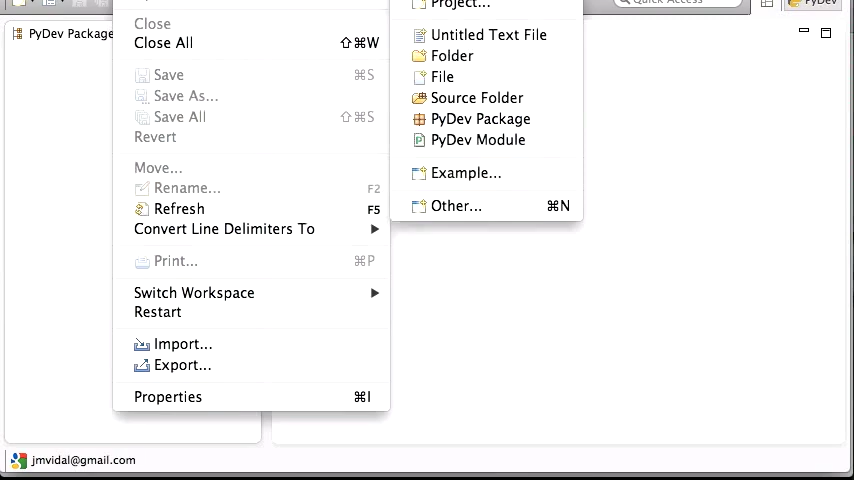 Project...
Quick Access
PyDev
PyDev Package
Close
Close All ⇧⌘W
Save ⌘S
Save As...
Save All ⇧⌘S
Revert
Move...
Rename... F2
Refresh F5
Convert Line Delimiters To
Print... ⌘P
Switch Workspace
Restart
Import...
Export...
Properties ⌘I
Untitled Text File
Folder
File
Source Folder
PyDev Package
PyDev Module
Example...
Other... ⌘N
jmvidal@gmail.com